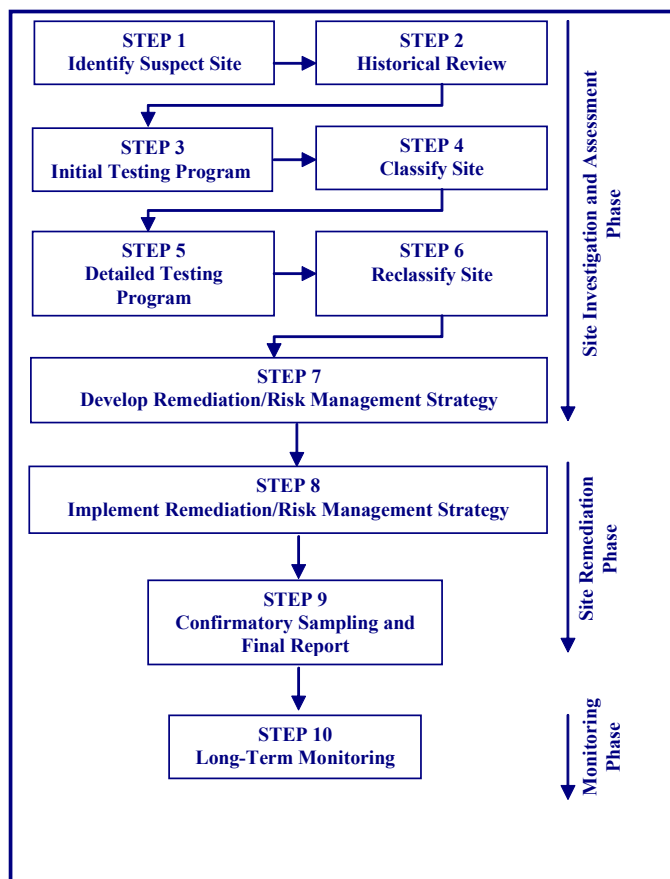 STEP 1
Identify Suspect Site
STEP 2
Historical Review
STEP 3
Initial Testing Program
STEP 4
Classify Site
STEP 5
Detailed Testing
Program
STEP 6
Reclassify Site
STEP 7
Develop Remediation/Risk Management Strategy
Site Investigation and Assessment
Phase
STEP 8
Implement Remediation/Risk Management Strategy
STEP 9
Confirmatory Sampling and
Final Report
Site Remediation
Phase
STEP 10
Long-Term Monitoring
Monitoring
Phase